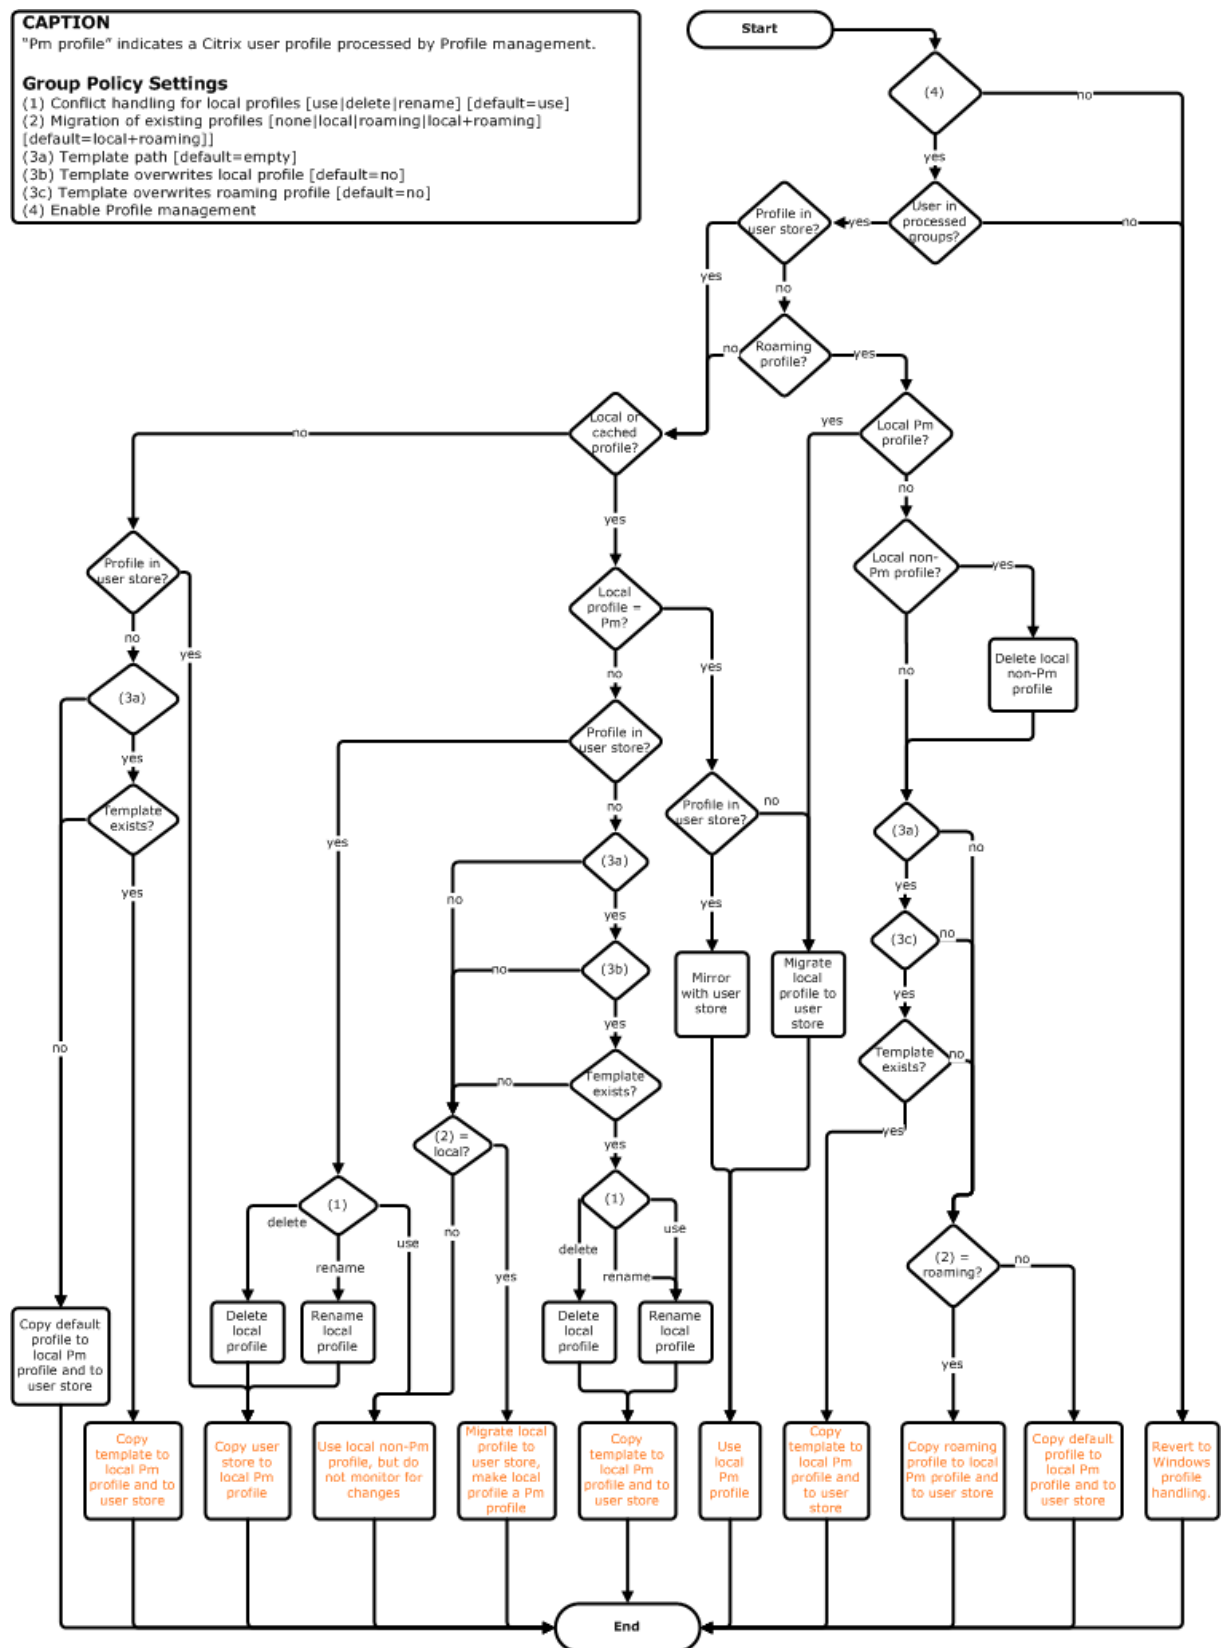 CAPTION
"Pm profile" indicates a Citrix user profile processed by Profile management.
Group Policy Settings
(1) Conflict handling for local profiles [use|delete|rename] [default=use]
(2) Migration of existing profiles [none|local|roaming|local+roaming]
[default=local+roaming]]
(3a) Template path [default=empty]
(3b) Template overwrites local profile [default=no]
(3c) Template overwrites roaming profile [default=no]
(4) Enable Profile management
Start
(4)
no
yes
User in
processed
groups?
no
yes
Profile in
user store?
yes
no
Roaming
profile?
no
yes
Local or
cached
profile?
no
yes
Local Pm
profile?
yes
no
Profile in
user store?
no
yes
Local
profile =
Pm?
yes
no
Local non-
Pm profile?
yes
no
Delete local
non-Pm
profile
(3a)
yes
Template
exists?
yes
no
Profile in
user store?
yes
no
Profile in
user store?
no
yes
(3a)
no
yes
(3a)
no
yes
(3b)
no
yes
(3c)
no
yes
Mirror
with user
store
Migrate
local
profile to
user
store
Template
exists?
no
yes
Template
exists?
no
yes
(2) =
local?
no
yes
(1)
delete
use
rename
(1)
delete
use
rename
(2) =
roaming?
no
yes
Copy default
profile to
local Pm
profile and to
user store
Delete
local
profile
Rename
local
profile
Delete
local
profile
Rename
local
profile
Copy
template to
local Pm
profile and to
user store
Copy user
store to
local Pm
profile
Use local non-Pm
profile, but do
not monitor for
changes
Migrate local
profile to
user store,
make local
profile a Pm
profile
Copy
template to
local Pm
profile and to
user store
Use
local
Pm
profile
Copy
template to
local Pm
profile and
to user
store
Copy roaming
profile to local
Pm profile and
to user store
Copy default
profile to
local Pm
profile and to
user store
Revert to
Windows
profile
handling.
End